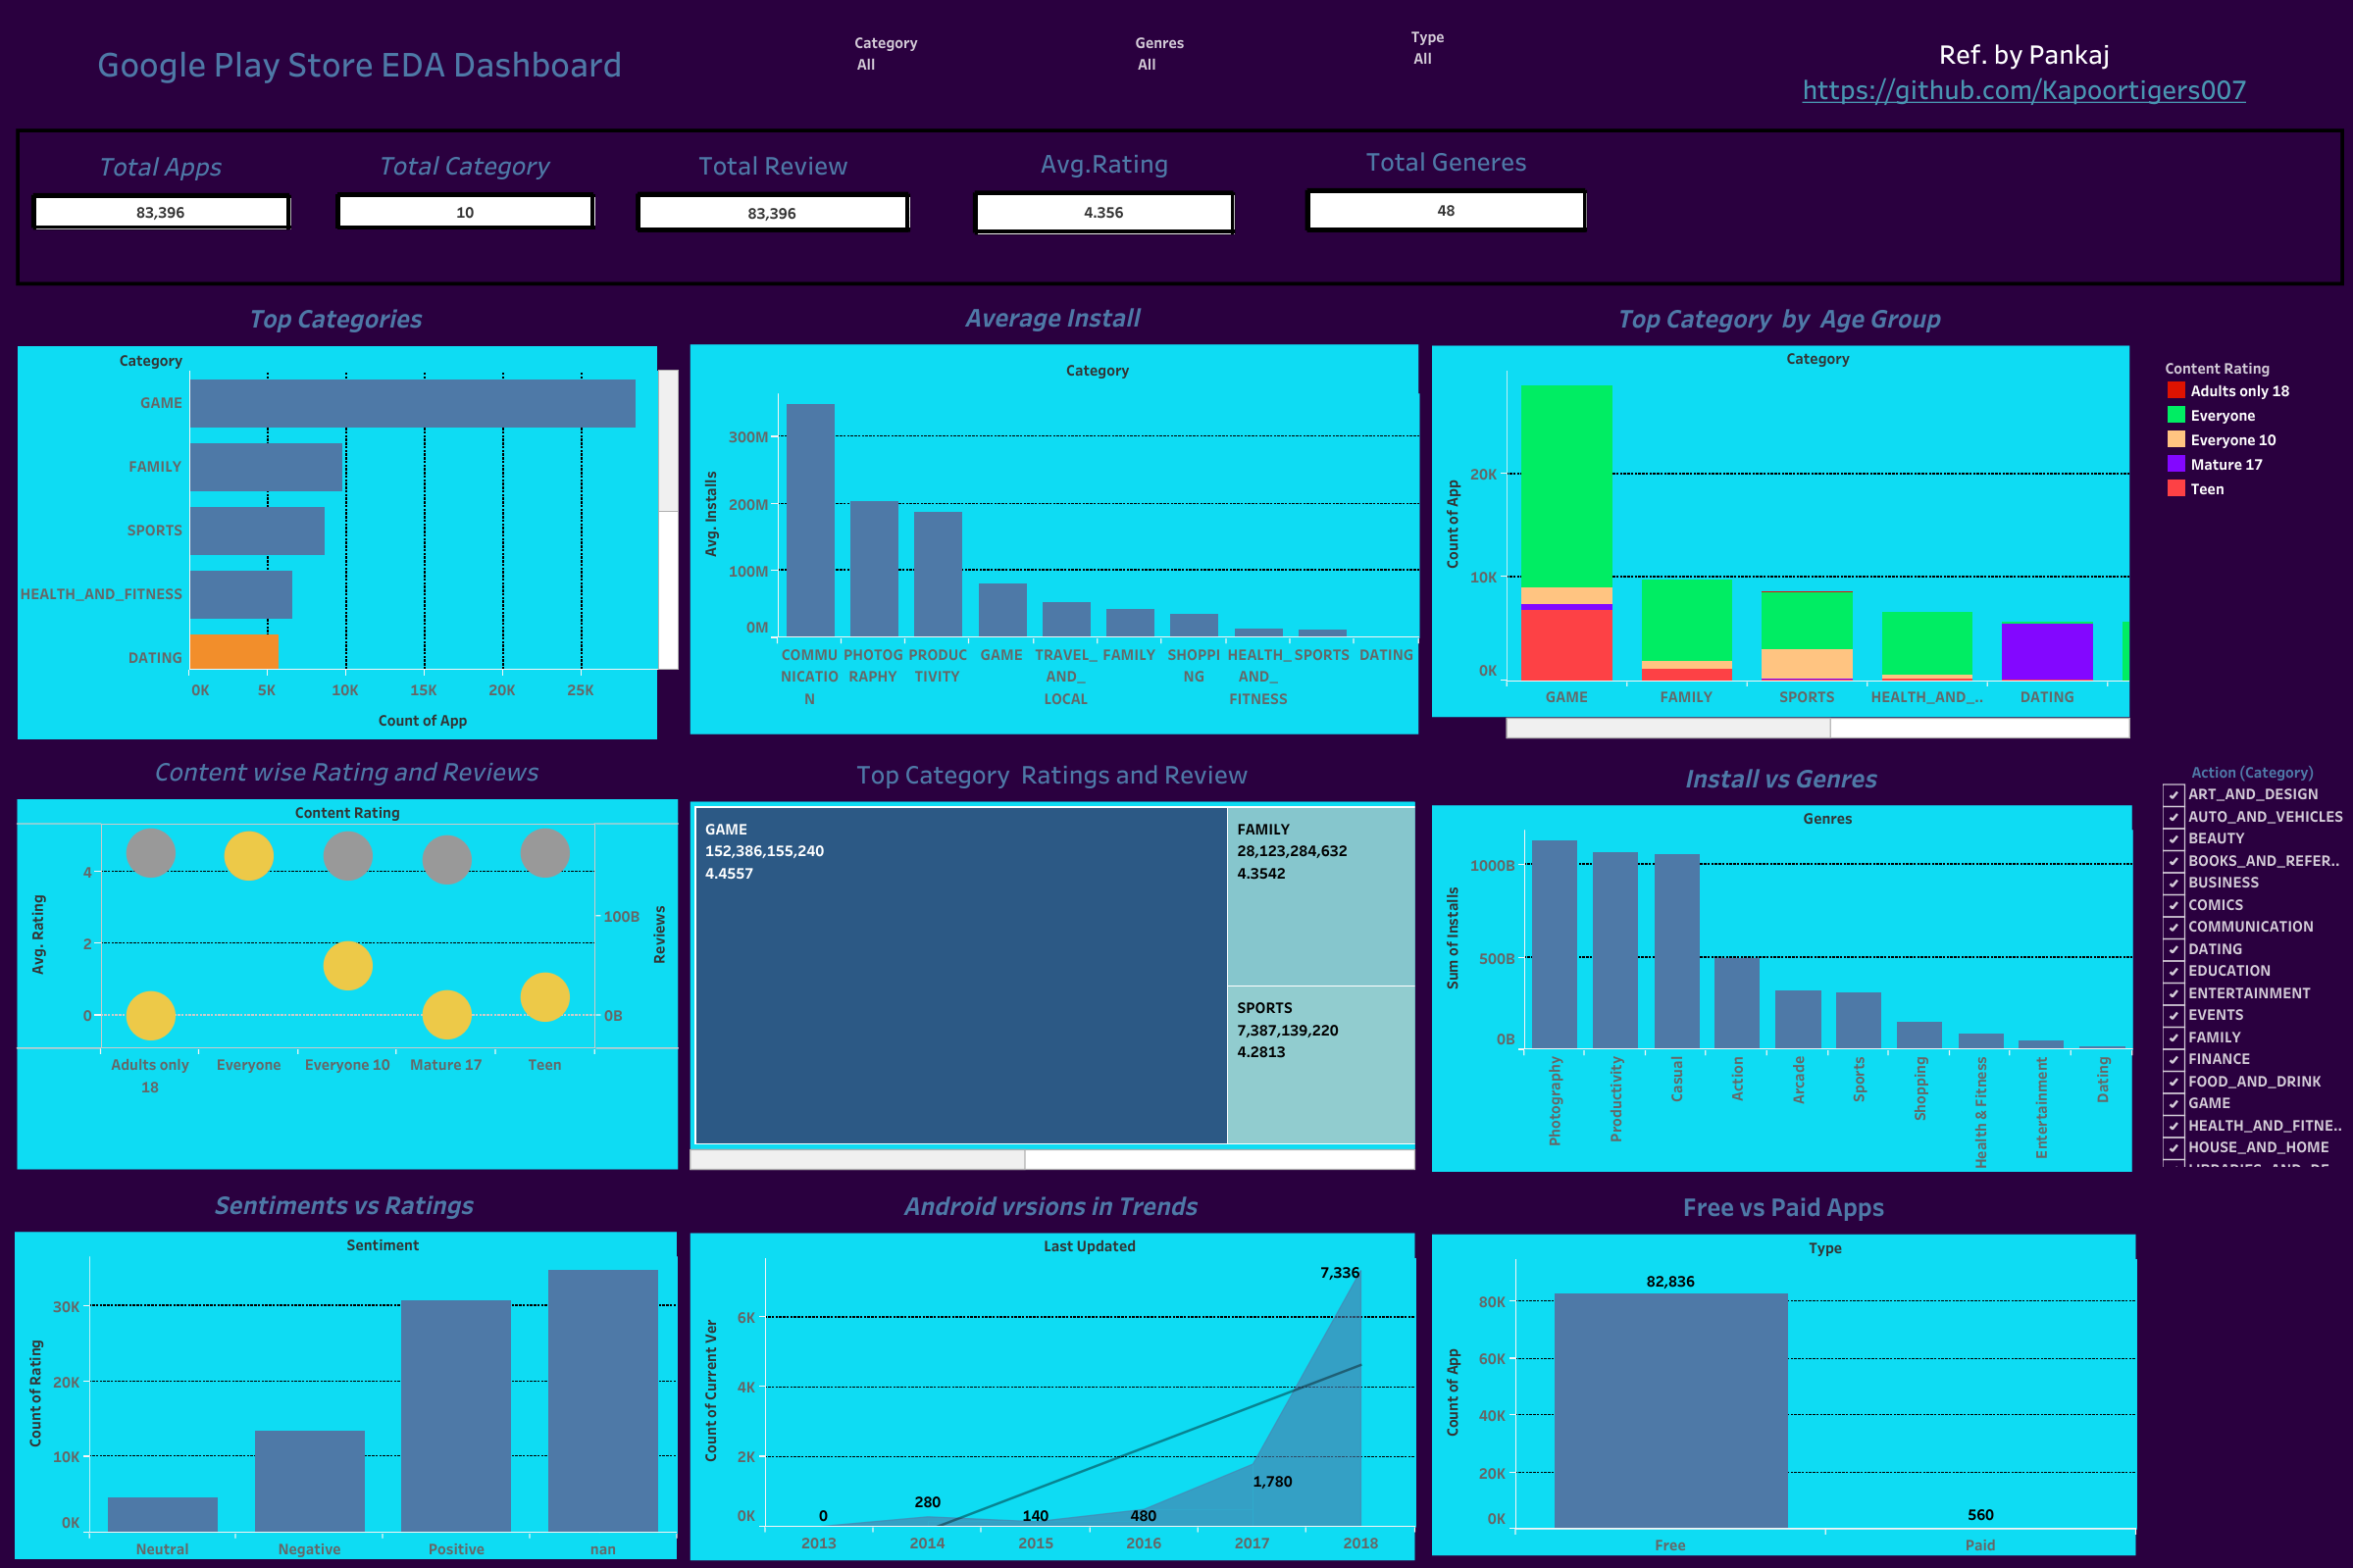 Google Play Store EDA Dashboard
Category
All
Genres
All
Type
All
Ref. by Pankaj
https://github.com/Kapoortigers007
Total Apps
83,396
Total Category
10
Total Review
83,396
Avg.Rating
4.356
Total Generes
48
Top Categories
Category
GAME
FAMILY
SPORTS
HEALTH_AND_FITNESS
DATING
0K 5K 10K 15K 20K 25K
Count of App
Average Install
Category
Avg. Installs
300M
200M
100M
0M
COMMU PHOTOG PRODUC GAME TRAVEL_ FAMILY SHOPPI HEALTH_ SPORTS DATING
NICATIO RAPHY TIVITY AND_ NG AND_
N LOCAL FITNESS
Top Category by Age Group
Category
Count of App
20K
10K
0K
GAME FAMILY SPORTS HEALTH_AND_.. DATING
Content Rating
Adults only 18
Everyone
Everyone 10
Mature 17
Teen
Content wise Rating and Reviews
Content Rating
Avg. Rating
4
2
0
100B
0B
Reviews
Adults only Everyone Everyone 10 Mature 17 Teen
18
Top Category Ratings and Review
GAME
152,386,155,240
4.4557
FAMILY
28,123,284,632
4.3542
SPORTS
7,387,139,220
4.2813
Install vs Genres
Genres
Sum of Installs
1000B
500B
0B
Photography
Productivity
Casual
Action
Arcade
Sports
Shopping
Health & Fitness
Entertainment
Dating
Action (Category)
ART_AND_DESIGN
AUTO_AND_VEHICLES
BEAUTY
BOOKS_AND_REFER..
BUSINESS
COMICS
COMMUNICATION
DATING
EDUCATION
ENTERTAINMENT
EVENTS
FAMILY
FINANCE
FOOD_AND_DRINK
GAME
HEALTH_AND_FITNE..
HOUSE_AND_HOME
Sentiments vs Ratings
Sentiment
Count of Rating
30K
20K
10K
0K
Neutral Negative Positive nan
Android vrsions in Trends
Last Updated
Count of Current Ver
6K
4K
2K
0K
0
280
140
480
1,780
7,336
2013 2014 2015 2016 2017 2018
Free vs Paid Apps
Type
Count of App
80K
60K
40K
20K
0K
82,836
560
Free Paid